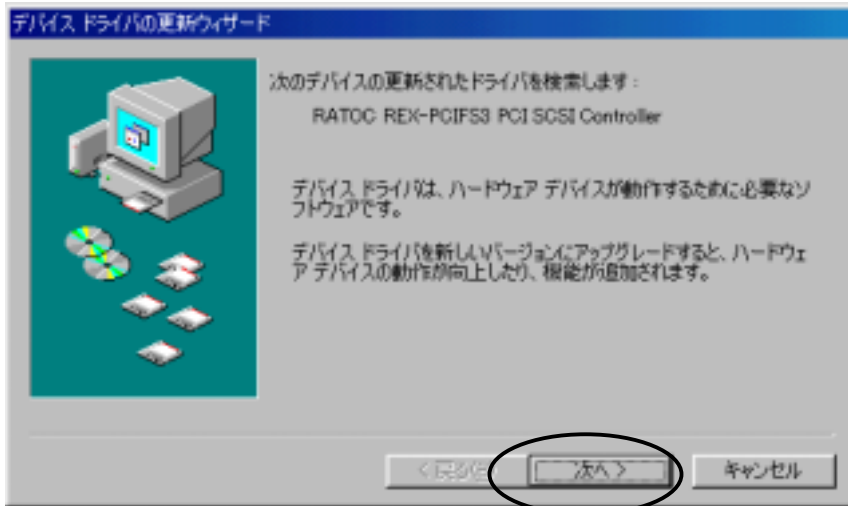 デバイス ドライバの更新ウィザード
次のデバイスの更新されたドライバを検索します:
RATOC REX-PCIFS3 PCI SCSI Controller
デバイス ドライバは、ハードウェア デバイスが動作するために必要なソ
フトウェアです。
デバイス ドライバを新しいバージョンにアップグレードすると、ハードウェ
ア デバイスの動作が向上したり、機能が追加されます。
< 戻る(B) 次へ > キャンセル